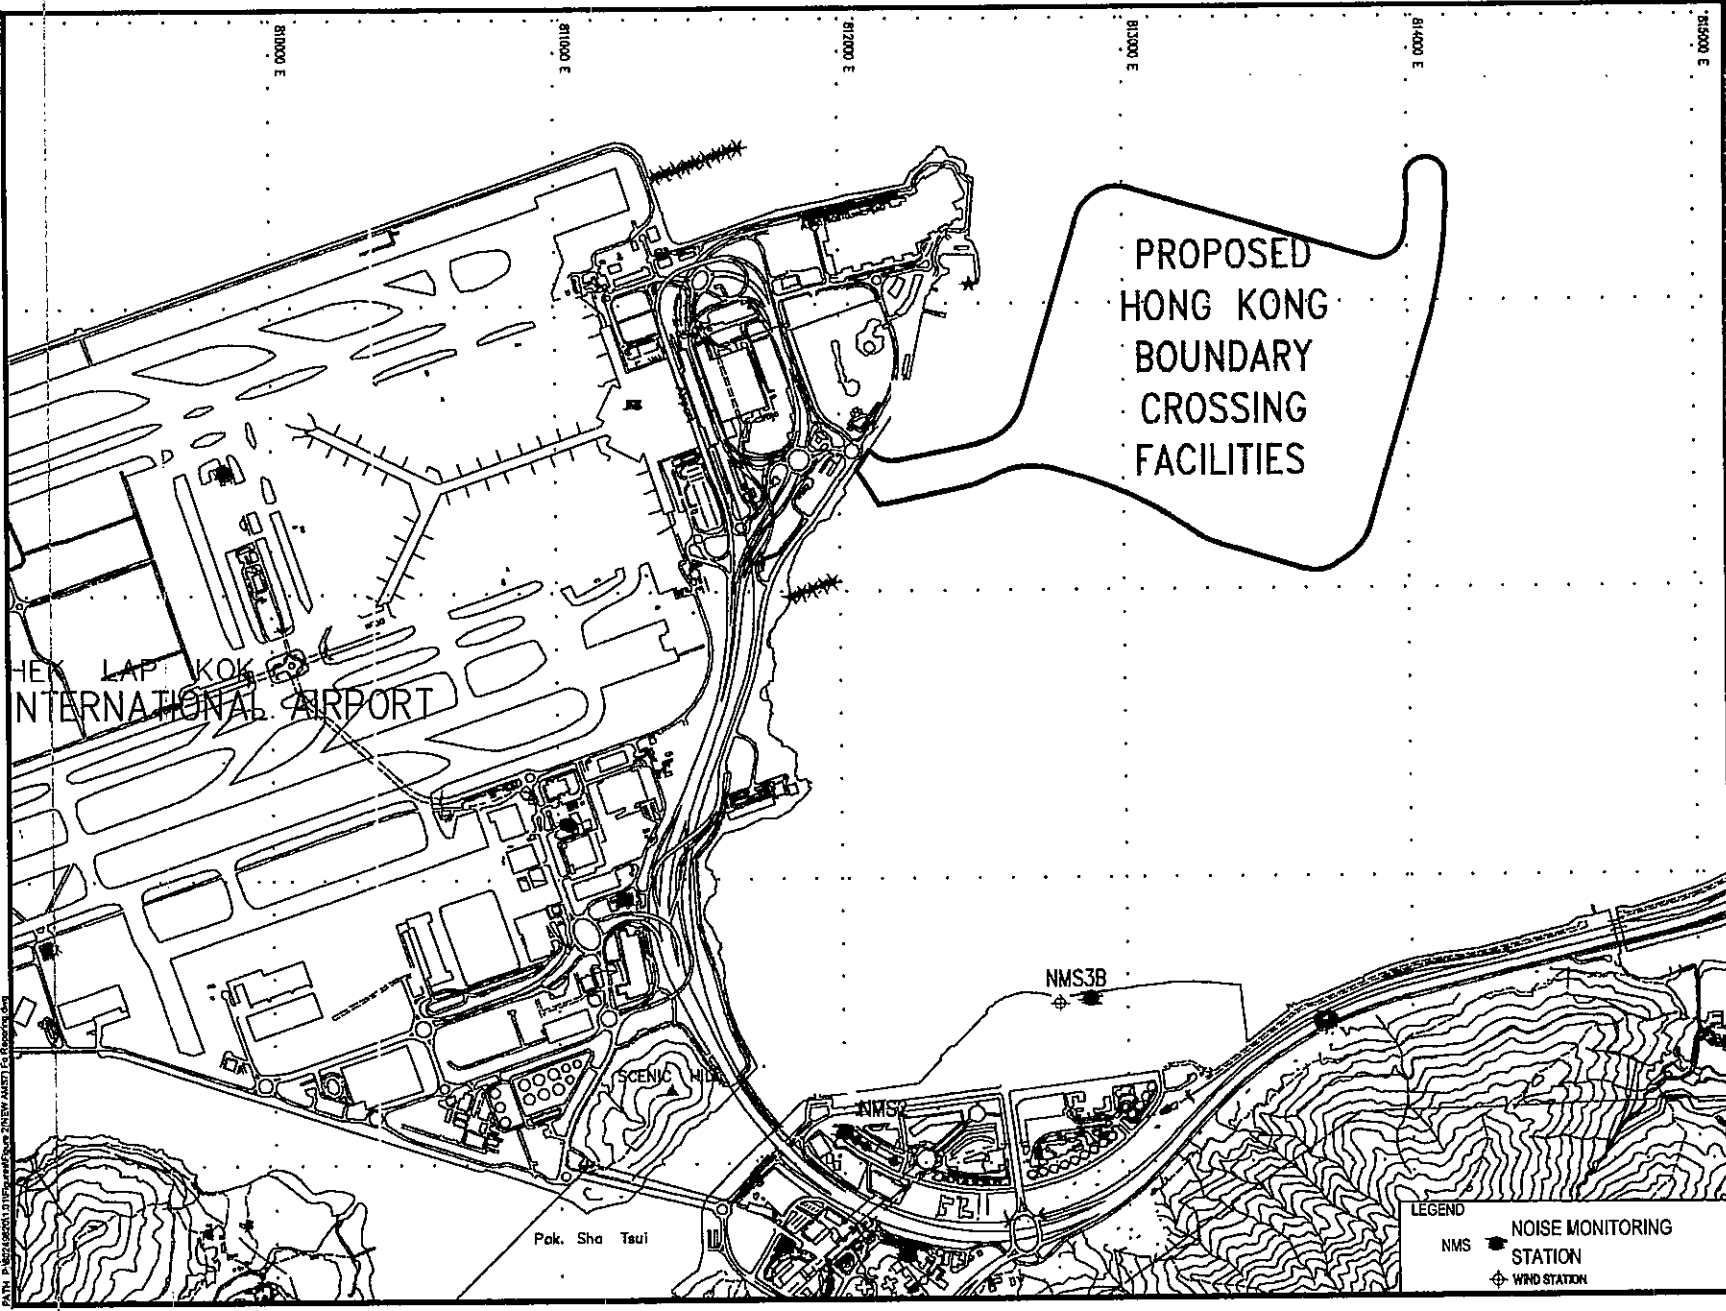 810000 E
811000 E
812000 E
813000 E
814000 E
815000 E
PROPOSED
HONG KONG
BOUNDARY
CROSSING
FACILITIES
HEK LAP KOK
INTERNATIONAL AIRPORT
NMS3B
SCENIC HILL
NMS2
Pak. Sha Tsui
LEGEND
NMS NOISE MONITORING
STATION
WIND STATION